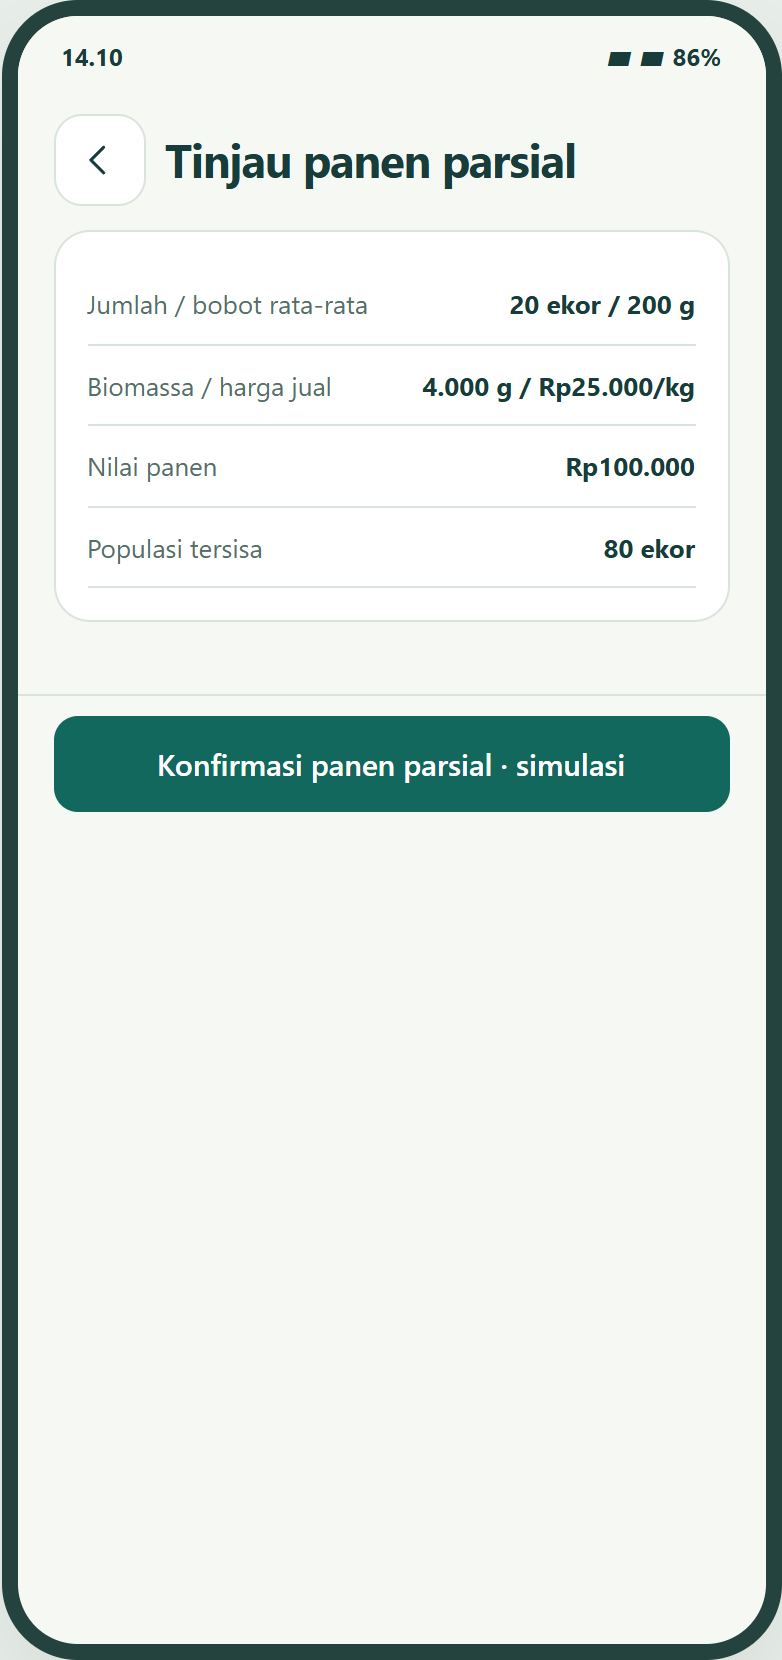 14.10
86%
Tinjau panen parsial
Jumlah / bobot rata-rata 20 ekor / 200 g
Biomassa / harga jual 4.000 g / Rp25.000/kg
Nilai panen Rp100.000
Populasi tersisa 80 ekor
Konfirmasi panen parsial · simulasi